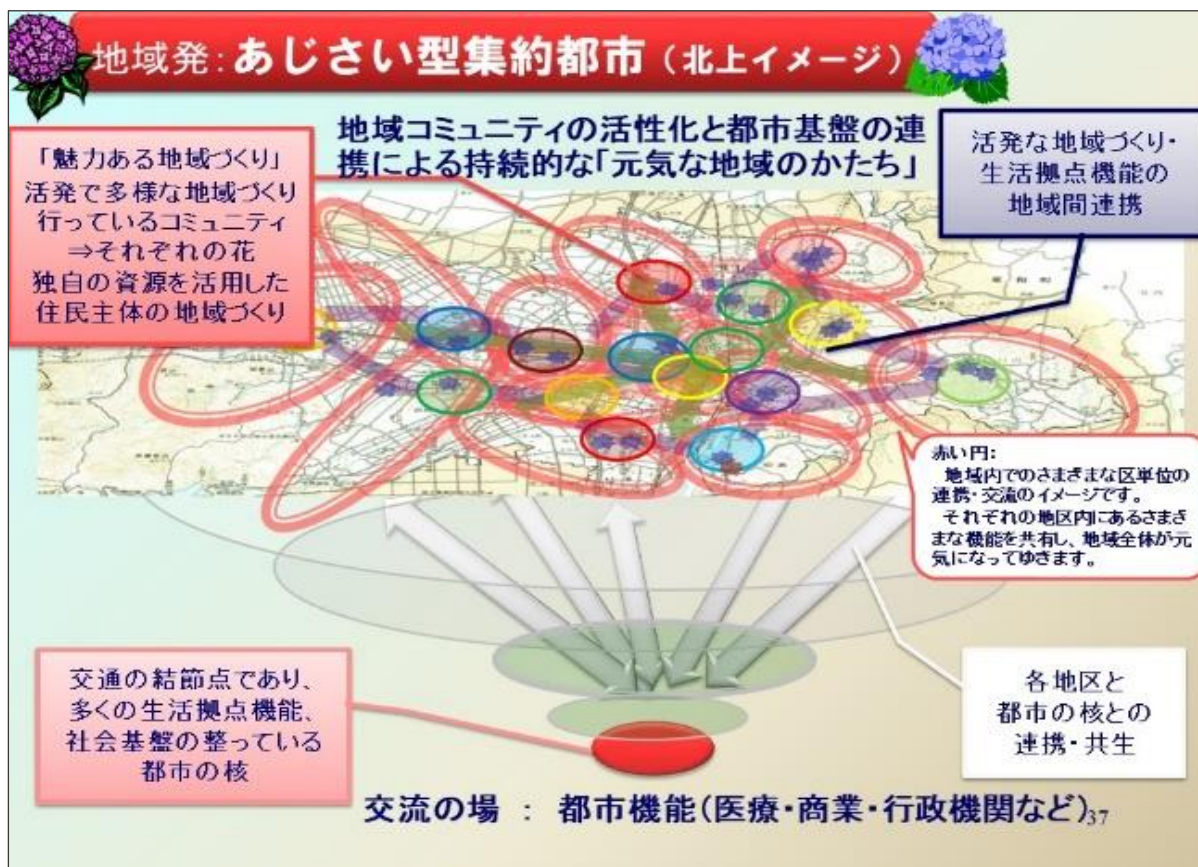 地域発：あじさい型集約都市（北上イメージ）
地域コミュニティの活性化と都市基盤の連
携による持続的な「元気な地域のかたち」
「魅力ある地域づくり」
活発で多様な地域づくり
行っているコミュニティ
⇒それぞれの花
独自の資源を活用した
住民主体の地域づくり
活発な地域づくり・
生活拠点機能の
地域間連携
赤い円：
地域内でのさまざまな区単位の
連携・交流のイメージです。
それぞれの地区内にあるさまざ
まな機能を共有し、地域全体が元
気になってゆきます。
交通の結節点であり、
多くの生活拠点機能、
社会基盤の整っている
都市の核
各地区と
都市の核との
連携・共生
交流の場 ： 都市機能（医療・商業・行政機関など）37